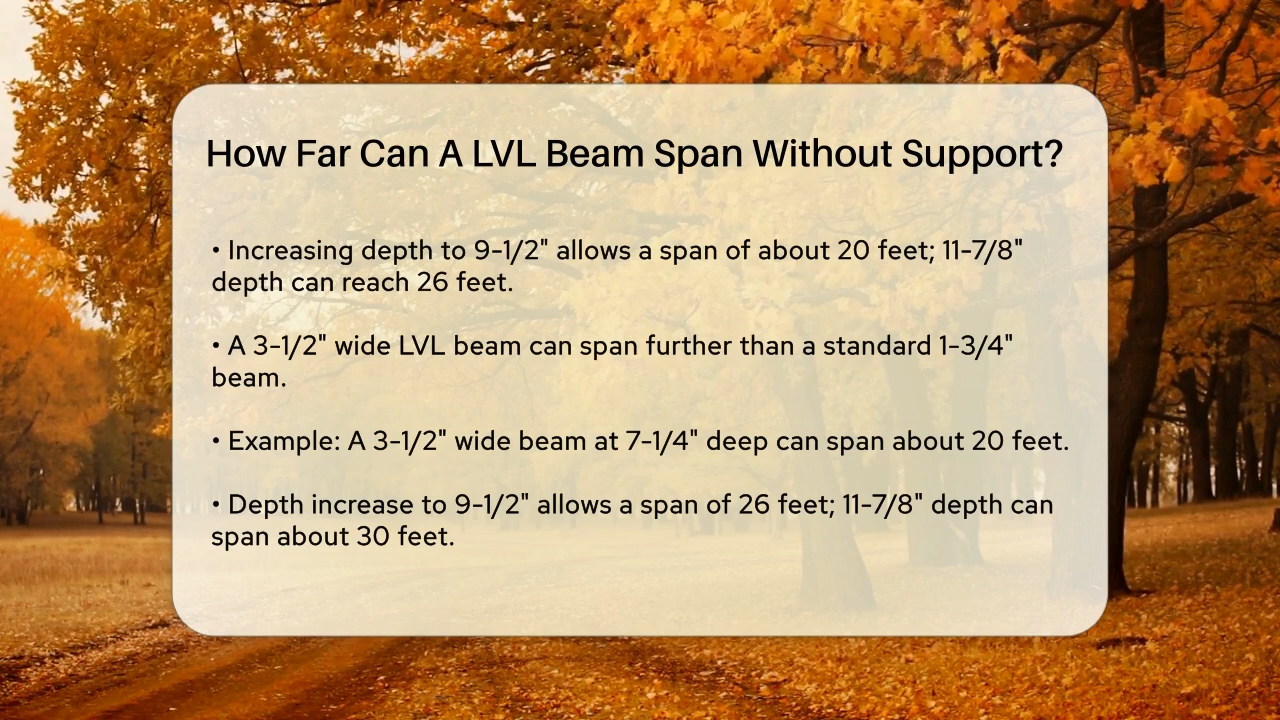 How Far Can A LVL Beam Span Without Support?
• Increasing depth to 9-1/2" allows a span of about 20 feet; 11-7/8"
depth can reach 26 feet.
• A 3-1/2" wide LVL beam can span further than a standard 1-3/4"
beam.
• Example: A 3-1/2" wide beam at 7-1/4" deep can span about 20 feet.
• Depth increase to 9-1/2" allows a span of 26 feet; 11-7/8" depth can
span about 30 feet.